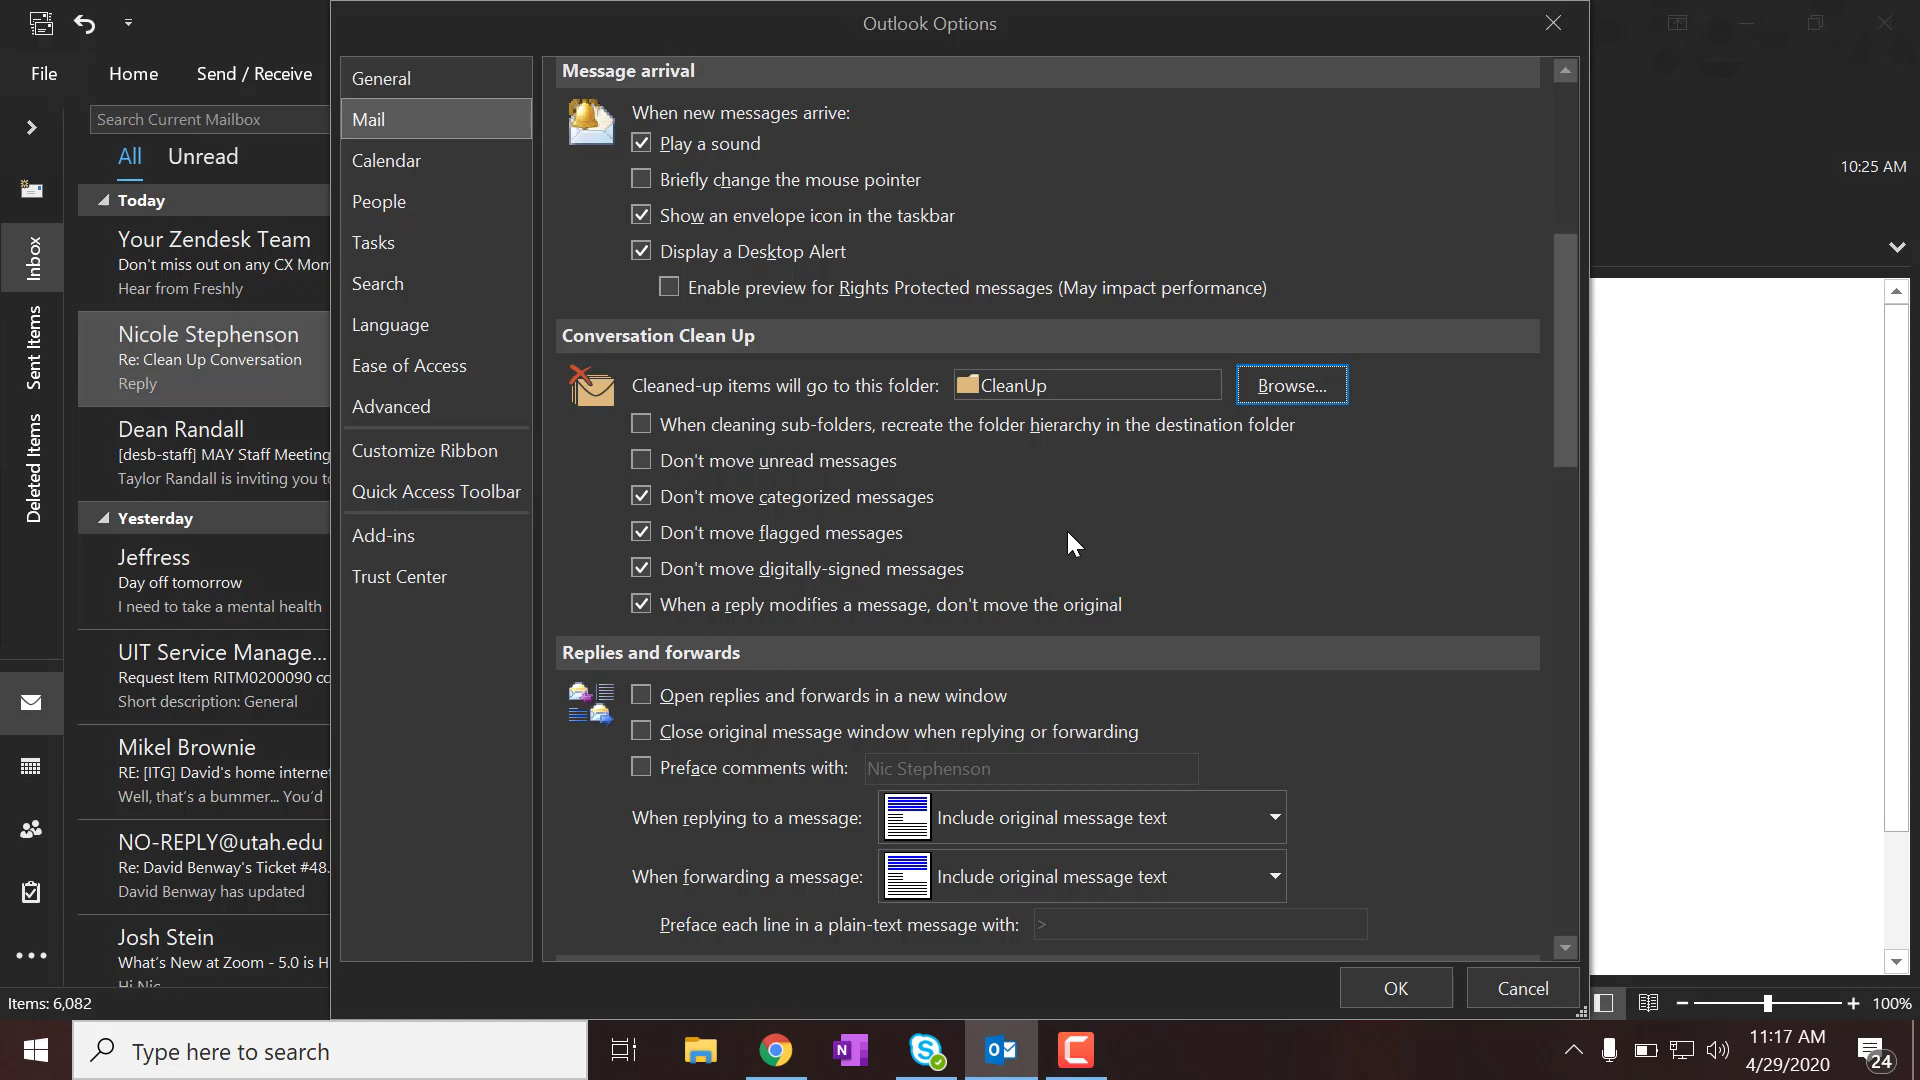 Outlook Options
File
Home
Send / Receive
Search Current Mailbox
All
Unread
Inbox
Sent Items
Deleted Items
Today
Your Zendesk Team
Don't miss out on any CX Mom
Hear from Freshly
Nicole Stephenson
Re: Clean Up Conversation
Reply
Dean Randall
[desb-staff] MAY Staff Meeting
Taylor Randall is inviting you to
Yesterday
Jeffress
Day off tomorrow
I need to take a mental health
UIT Service Manage...
Request Item RITM0200090 co
Short description: General
Mikel Brownie
RE: [ITG] David's home internet
Well, that's a bummer... You'd
NO-REPLY@utah.edu
Re: David Benway's Ticket #48.
David Benway has updated
Josh Stein
What's New at Zoom - 5.0 is H
Hi Nic
Items: 6,082
General
Mail
Calendar
People
Tasks
Search
Language
Ease of Access
Advanced
Customize Ribbon
Quick Access Toolbar
Add-ins
Trust Center
Message arrival
When new messages arrive:
Play a sound
Briefly change the mouse pointer
Show an envelope icon in the taskbar
Display a Desktop Alert
Enable preview for Rights Protected messages (May impact performance)
Conversation Clean Up
Cleaned-up items will go to this folder: CleanUp Browse...
When cleaning sub-folders, recreate the folder hierarchy in the destination folder
Don't move unread messages
Don't move categorized messages
Don't move flagged messages
Don't move digitally-signed messages
When a reply modifies a message, don't move the original
Replies and forwards
Open replies and forwards in a new window
Close original message window when replying or forwarding
Preface comments with: Nic Stephenson
When replying to a message: Include original message text
When forwarding a message: Include original message text
Preface each line in a plain-text message with: >
OK
Cancel
10:25 AM
100%
Type here to search
11:17 AM
4/29/2020
24